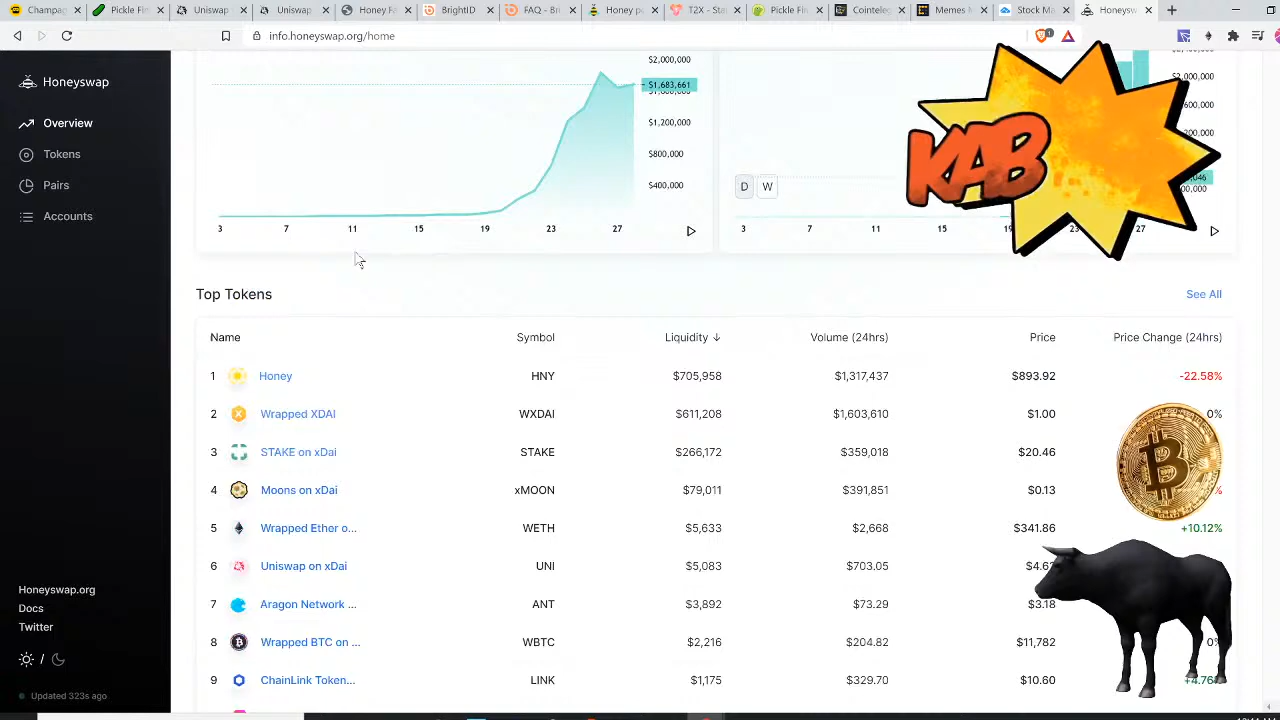 Champag
Pickle Fin
Uniswap
Uniswap
Honey.Fa
BrightID
FAQ - Bri
Honey po
T2X - Sta
Pickle Fin
Cartelec
Memes M
Stock Ma
Honeysw
info.honeyswap.org/home
Honeyswap
Overview
Tokens
Pairs
Accounts
$2,000,000
$1,683,661
$1,200,000
$800,000
$400,000
3 7 11 15 19 23 27
$2,000,000
D W
3 7 11 15 19 27
KAB
Top Tokens
See All
Name Symbol Liquidity ↓ Volume (24hrs) Price Price Change (24hrs)
1 Honey HNY $705,958 $1,317,437 $893.92 -22.58%
2 Wrapped XDAI WXDAI $611,208 $1,603,610 $1.00 0%
3 STAKE on xDai STAKE $266,172 $359,018 $20.46
4 Moons on xDai xMOON $79,011 $391,851 $0.13 %
5 Wrapped Ether o... WETH $5,633 $2,668 $341.86 +10.12%
6 Uniswap on xDai UNI $5,083 $703.05
7 Aragon Network ... ANT $3,892 $73.29 $3.18
8 Wrapped BTC on ... WBTC $2,216 $204.82 $11,782 0%
9 ChainLink Token... LINK $1,175 $329.70 $10.60
Honeyswap.org
Docs
Twitter
/
Updated 323s ago